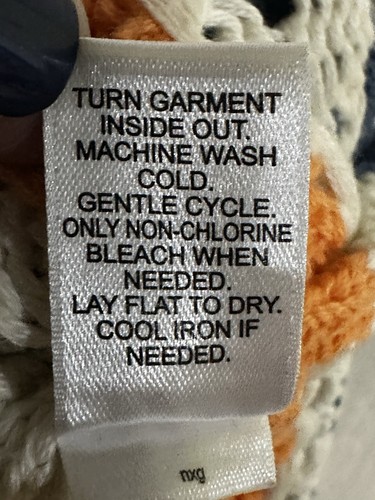 TURN GARMENT
INSIDE OUT.
MACHINE WASH
COLD.
GENTLE CYCLE.
ONLY NON-CHLORINE
BLEACH WHEN
NEEDED.
LAY FLAT TO DRY.
COOL IRON IF
NEEDED.
nxg